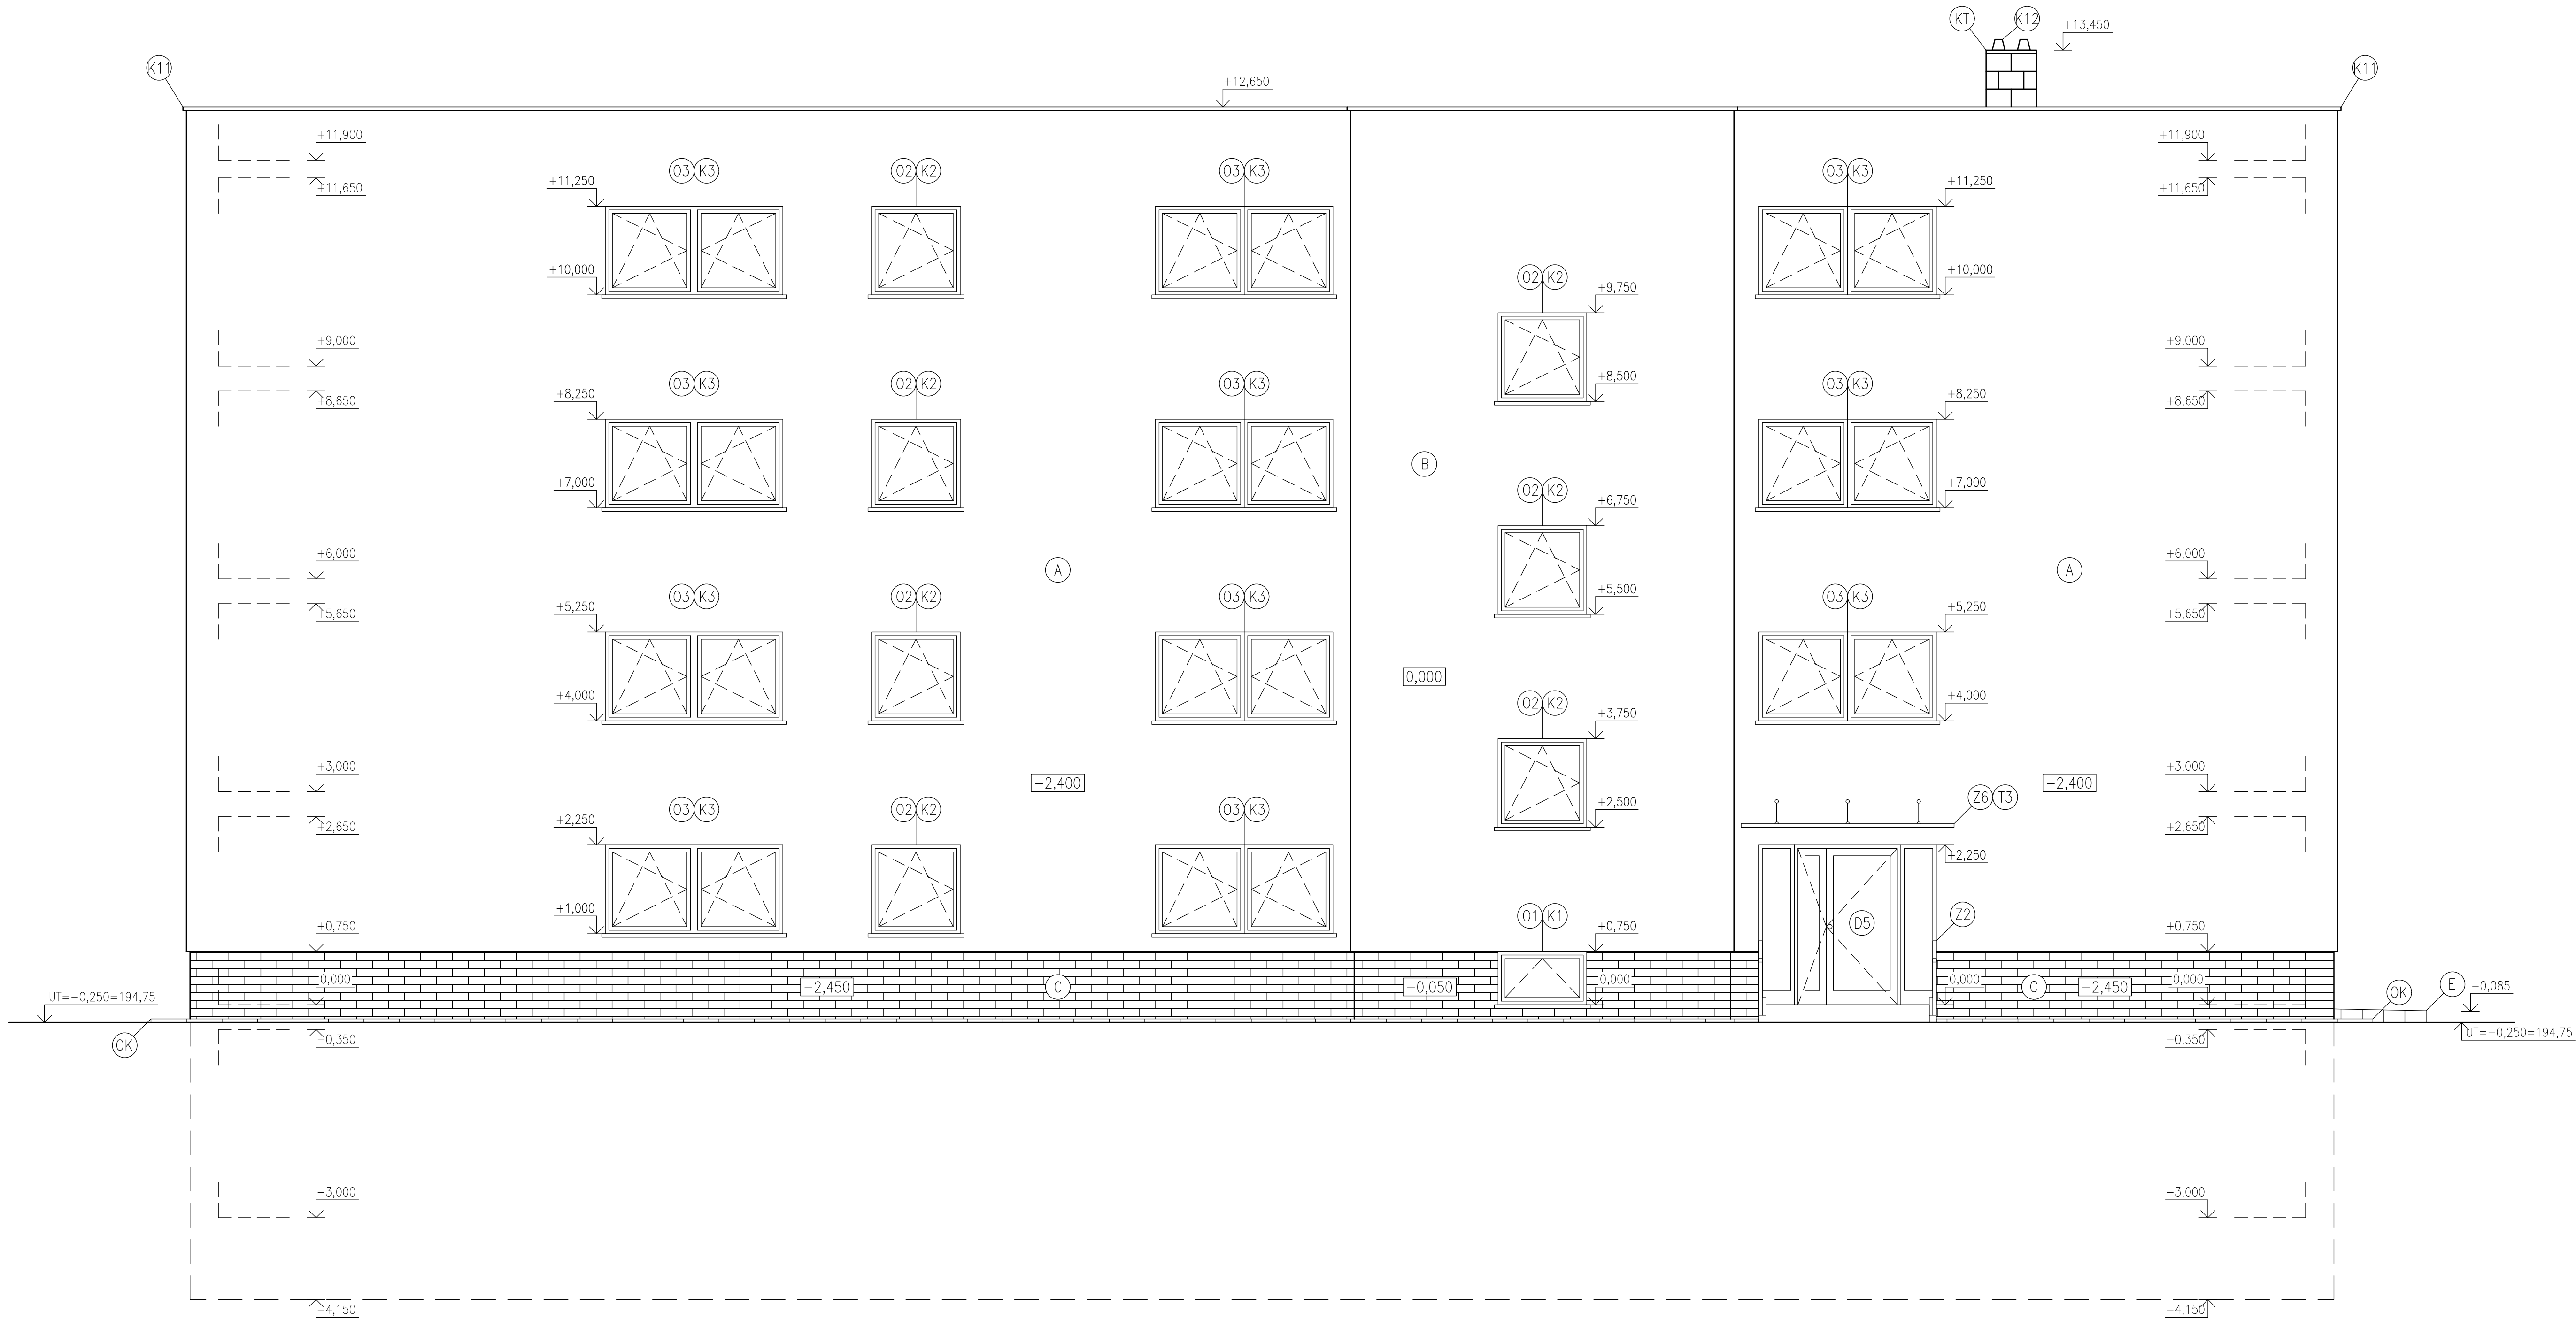 KT K12 +13,450
K11 K11
+12,650
+11,900 +11,900
+11,650 O3 K3 O2 K2 O3 K3 O3 K3 +11,650
+11,250 +11,250
+10,000 O2 K2 +10,000
+9,750
+9,000 +9,000
+8,650 O3 K3 O2 K2 O3 K3 +8,500 O3 K3 +8,650
+8,250 +8,250
B
+7,000 O2 K2 +7,000
+6,750
+6,000 A A +6,000
+5,650 O3 K3 O2 K2 O3 K3 +5,500 O3 K3 +5,650
+5,250 +5,250
0,000
+4,000 O2 K2 +4,000
+3,750
+3,000 −2,400 −2,400 +3,000
+2,650 O3 K3 O2 K2 O3 K3 +2,500 Z6 T3 +2,650
+2,250 +2,250
+1,000 O1 K1 D5 Z2
+0,750 +0,750 +0,750
0,000 −2,450 C −0,050 0,000 0,000 C −2,450 0,000
UT=−0,250=194,75 OK E −0,085
OK −0,350 −0,350 UT=−0,250=194,75
−3,000 −3,000
−4,150 −4,150